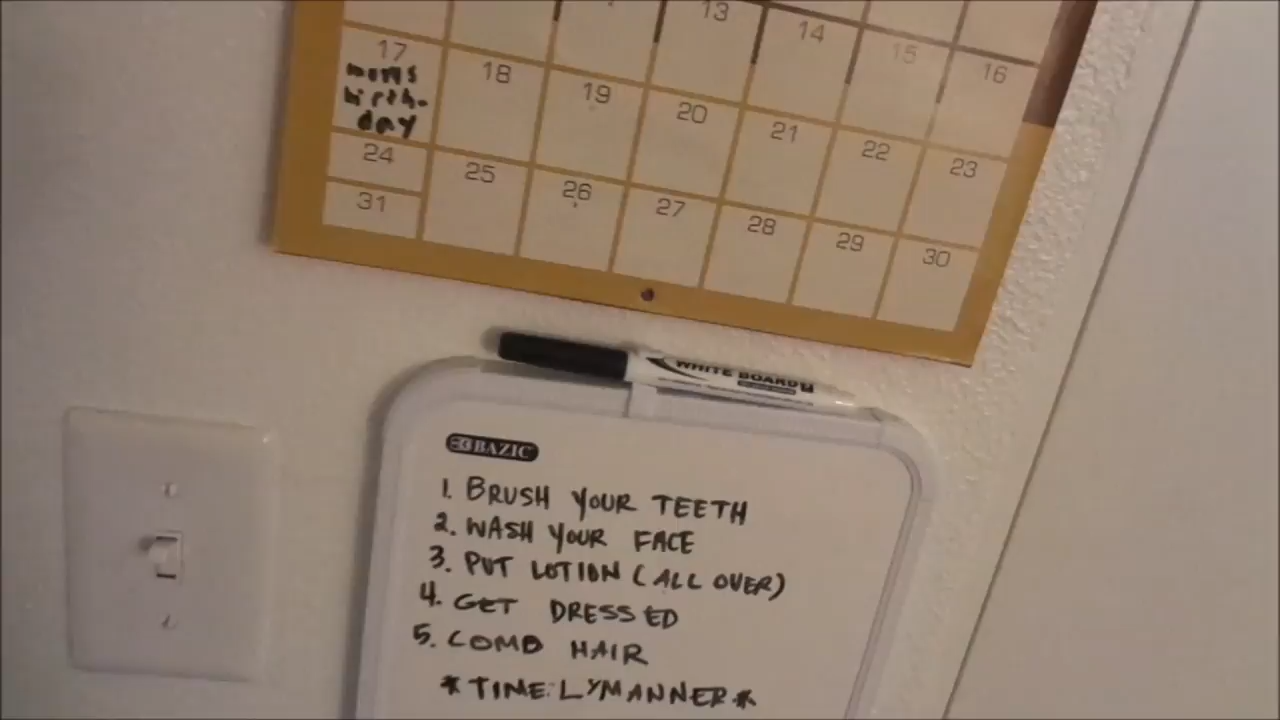 13 14 15 16
17 18 19 20 21 22 23
moms
birth-
day
24 25 26 27 28 29 30
31
WHITE BOARD
BAZIC
1. BRUSH YOUR TEETH
2. WASH YOUR FACE
3. PUT LOTION (ALL OVER)
4. GET DRESSED
5. COMB HAIR
*TIME:LYMANNER*